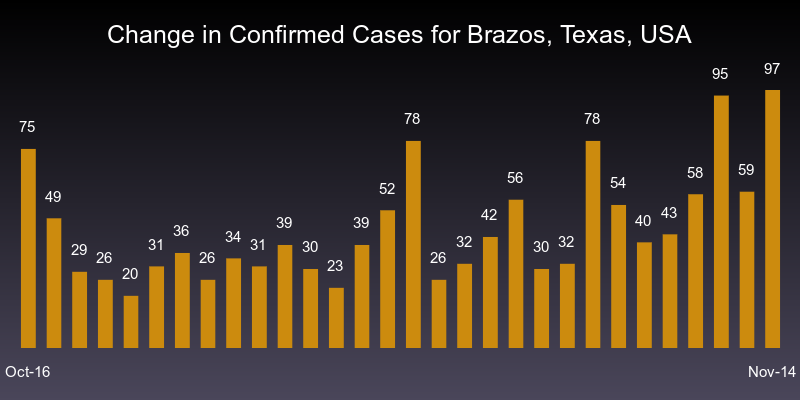 Change in Confirmed Cases for Brazos, Texas, USA
75 49 29 26 20 31 36 26 34 31 39 30 23 39 52 78 26 32 42 56 30 32 78 54 40 43 58 95 59 97
Oct-16 Nov-14